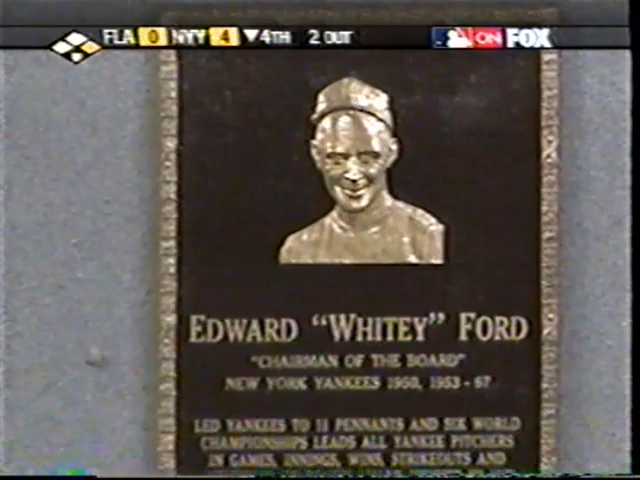 FLA 0 NYY 4 ▼4TH 2 OUT MLB ON FOX
EDWARD "WHITEY" FORD
"CHAIRMAN OF THE BOARD"
NEW YORK YANKEES 1950, 1953 - 67
LED YANKEES TO 11 PENNANTS AND SIX WORLD
CHAMPIONSHIPS LEADS ALL YANKEE PITCHERS
IN GAMES, INNINGS, WINS, STRIKEOUTS AND